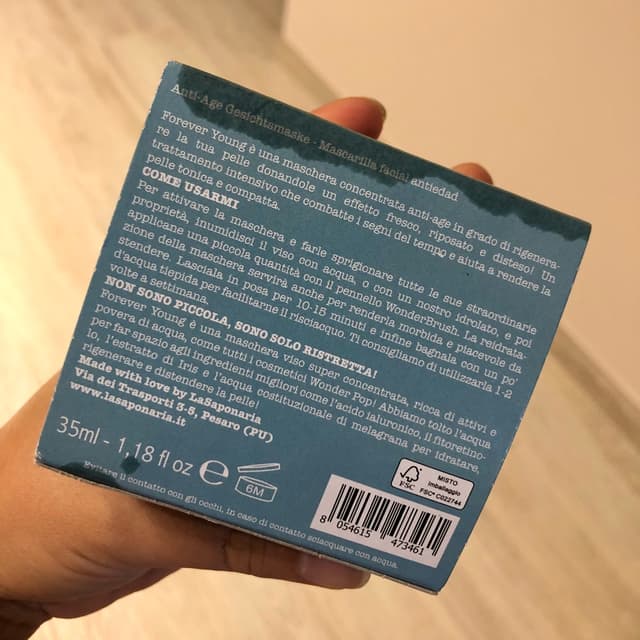 Anti-Age Gesichtsmaske - Mascarilla facial antiedad
Forever Young è una maschera concentrata anti-age in grado di rigenera-
re la tua pelle donandole un effetto fresco, riposato e disteso! Un
trattamento intensivo che combatte i segni del tempo e aiuta a rendere la
pelle tonica e compatta.
COME USARMI
Per attivare la maschera e farle sprigionare tutte le sue straordinarie
proprietà, inumidisci il viso con acqua, o con un nostro idrolato, e poi
applicane una piccola quantità con il pennello WonderBrush. La reidrata-
zione della maschera servirà anche per renderla morbida e piacevole da
stendere. Lasciala in posa per 10-15 minuti e infine bagnala con un po'
d'acqua tiepida per facilitarne il risciacquo. Ti consigliamo di utilizzarla 1-2
volte a settimana.
NON SONO PICCOLA, SONO SOLO RISTRETTA!
Forever Young è una maschera viso super concentrata, ricca di attivi e
povera di acqua, come tutti i cosmetici Wonder Pop! Abbiamo tolto l'acqua
per far spazio agli ingredienti migliori come l'acido ialuronico, il fitoretino-
lo, l'estratto di Iris e l'acqua costituzionale di melagrana per idratare,
rigenerare e distendere la pelle!
Made with love by LaSaponaria
Via dei Trasporti 3-5, Pesaro (PU)
www.lasaponaria.it
35ml - 1,18 fl oz e 6M
Evitare il contatto con gli occhi, in caso di contatto sciacquare con acqua.
FSC
MISTO
Imballaggio
FSC® C022744
8 054615 473461